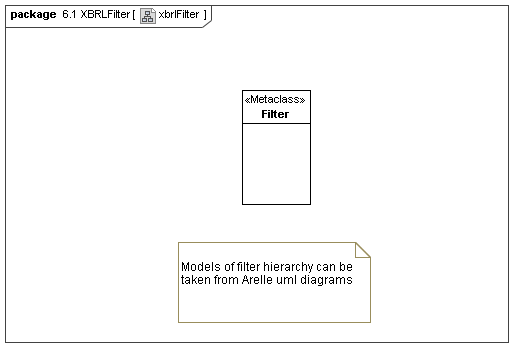 package 6.1 XBRLFilter [ xbrlFilter ]
«Metaclass»
Filter
Models of filter hierarchy can be
taken from Arelle uml diagrams